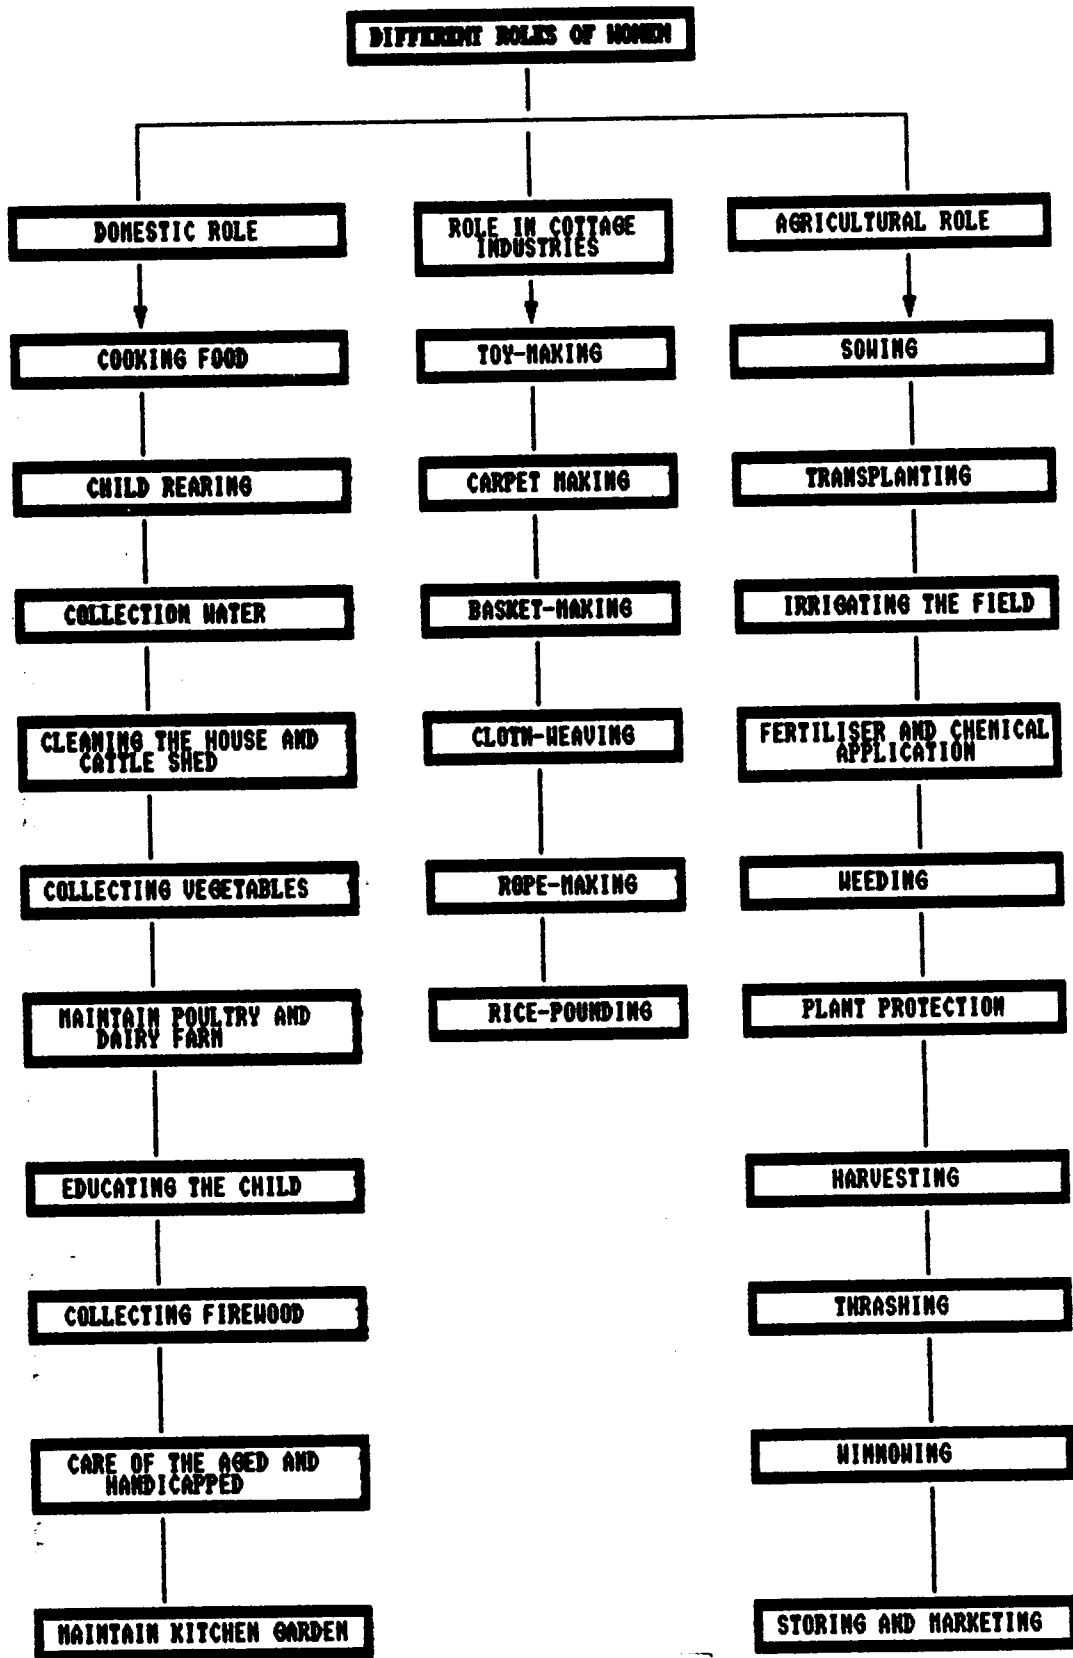 DIFFERENT ROLES OF WOMEN
DOMESTIC ROLE
COOKING FOOD
CHILD REARING
COLLECTION WATER
CLEANING THE HOUSE AND
CATTLE SHED
COLLECTING VEGETABLES
MAINTAIN POULTRY AND
DAIRY FARM
EDUCATING THE CHILD
COLLECTING FIREWOOD
CARE OF THE AGED AND
HANDICAPPED
MAINTAIN KITCHEN GARDEN
ROLE IN COTTAGE
INDUSTRIES
TOY-MAKING
CARPET MAKING
BASKET-MAKING
CLOTH-WEAVING
ROPE-MAKING
RICE-POUNDING
AGRICULTURAL ROLE
SOWING
TRANSPLANTING
IRRIGATING THE FIELD
FERTILISER AND CHEMICAL
APPLICATION
WEEDING
PLANT PROTECTION
HARVESTING
THRASHING
WINNOWING
STORING AND MARKETING